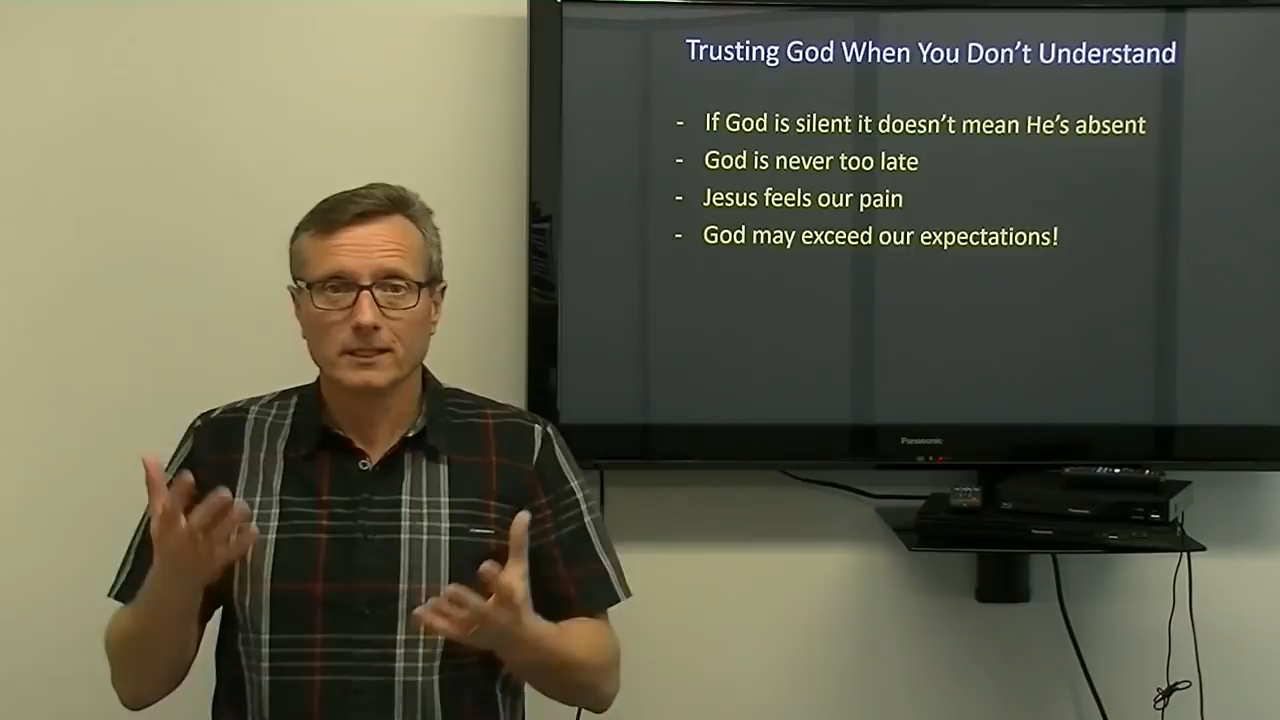 Trusting God When You Don't Understand
- If God is silent it doesn't mean He's absent
- God is never too late
- Jesus feels our pain
- God may exceed our expectations!
Panasonic